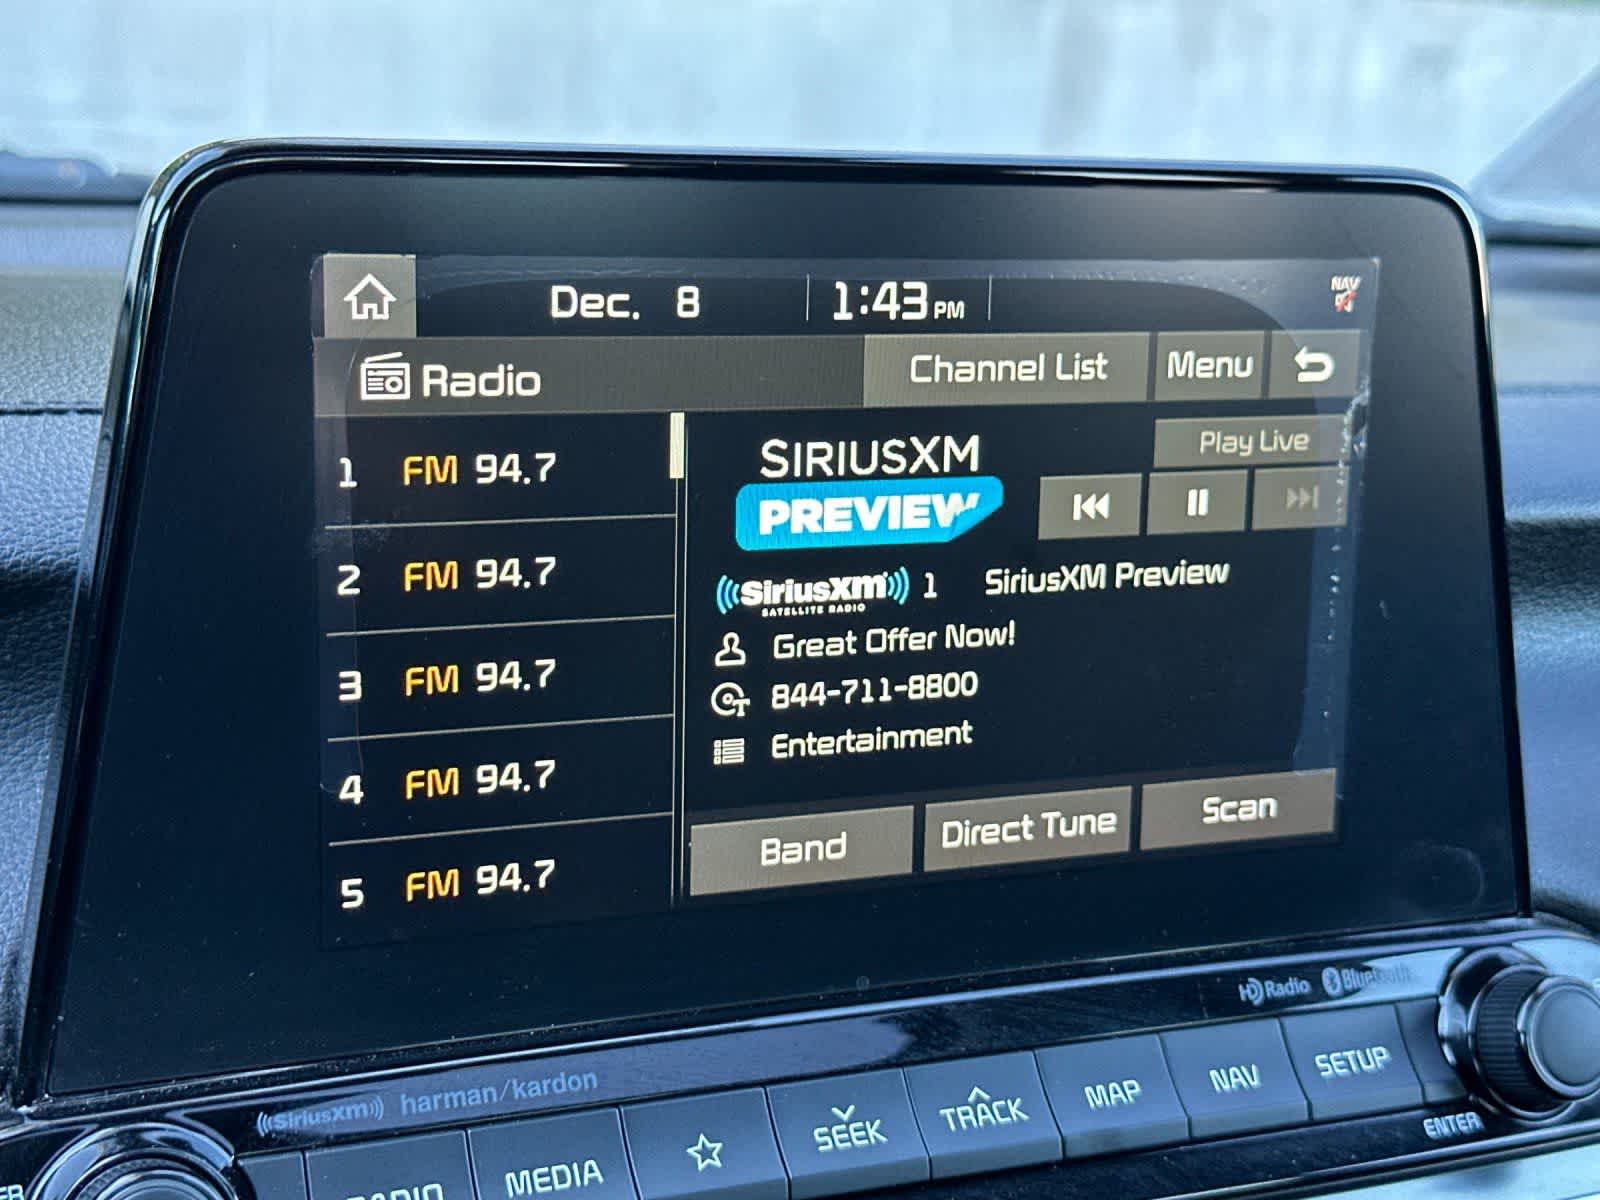 Dec. 8 1:43 PM NAV
Radio Channel List Menu
1 FM 94.7
2 FM 94.7
3 FM 94.7
4 FM 94.7
5 FM 94.7
SIRIUSXM
PREVIEW
Play Live
SiriusXM 1 SiriusXM Preview
SATELLITE RADIO
Great Offer Now!
844-711-8800
Entertainment
Band Direct Tune Scan
HD Radio Bluetooth
SiriusXM harman/kardon
RADIO MEDIA SEEK TRACK MAP NAV SETUP
ENTER